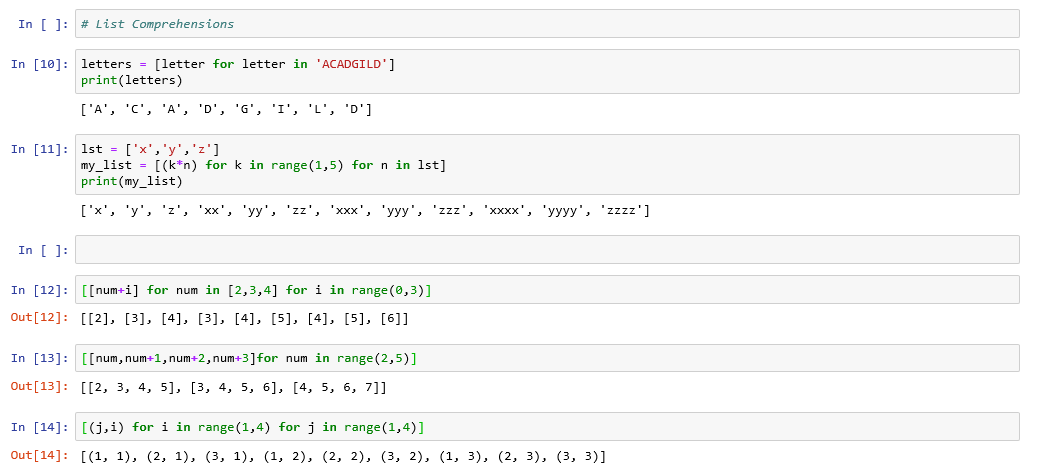 In [ ]: # List Comprehensions
In [10]: letters = [letter for letter in 'ACADGILD']
print(letters)
['A', 'C', 'A', 'D', 'G', 'I', 'L', 'D']
In [11]: lst = ['x','y','z']
my_list = [(k*n) for k in range(1,5) for n in lst]
print(my_list)
['x', 'y', 'z', 'xx', 'yy', 'zz', 'xxx', 'yyy', 'zzz', 'xxxx', 'yyyy', 'zzzz']
In [ ]:
In [12]: [[num+i] for num in [2,3,4] for i in range(0,3)]
Out[12]: [[2], [3], [4], [3], [4], [5], [4], [5], [6]]
In [13]: [[num,num+1,num+2,num+3]for num in range(2,5)]
Out[13]: [[2, 3, 4, 5], [3, 4, 5, 6], [4, 5, 6, 7]]
In [14]: [(j,i) for i in range(1,4) for j in range(1,4)]
Out[14]: [(1, 1), (2, 1), (3, 1), (1, 2), (2, 2), (3, 2), (1, 3), (2, 3), (3, 3)]